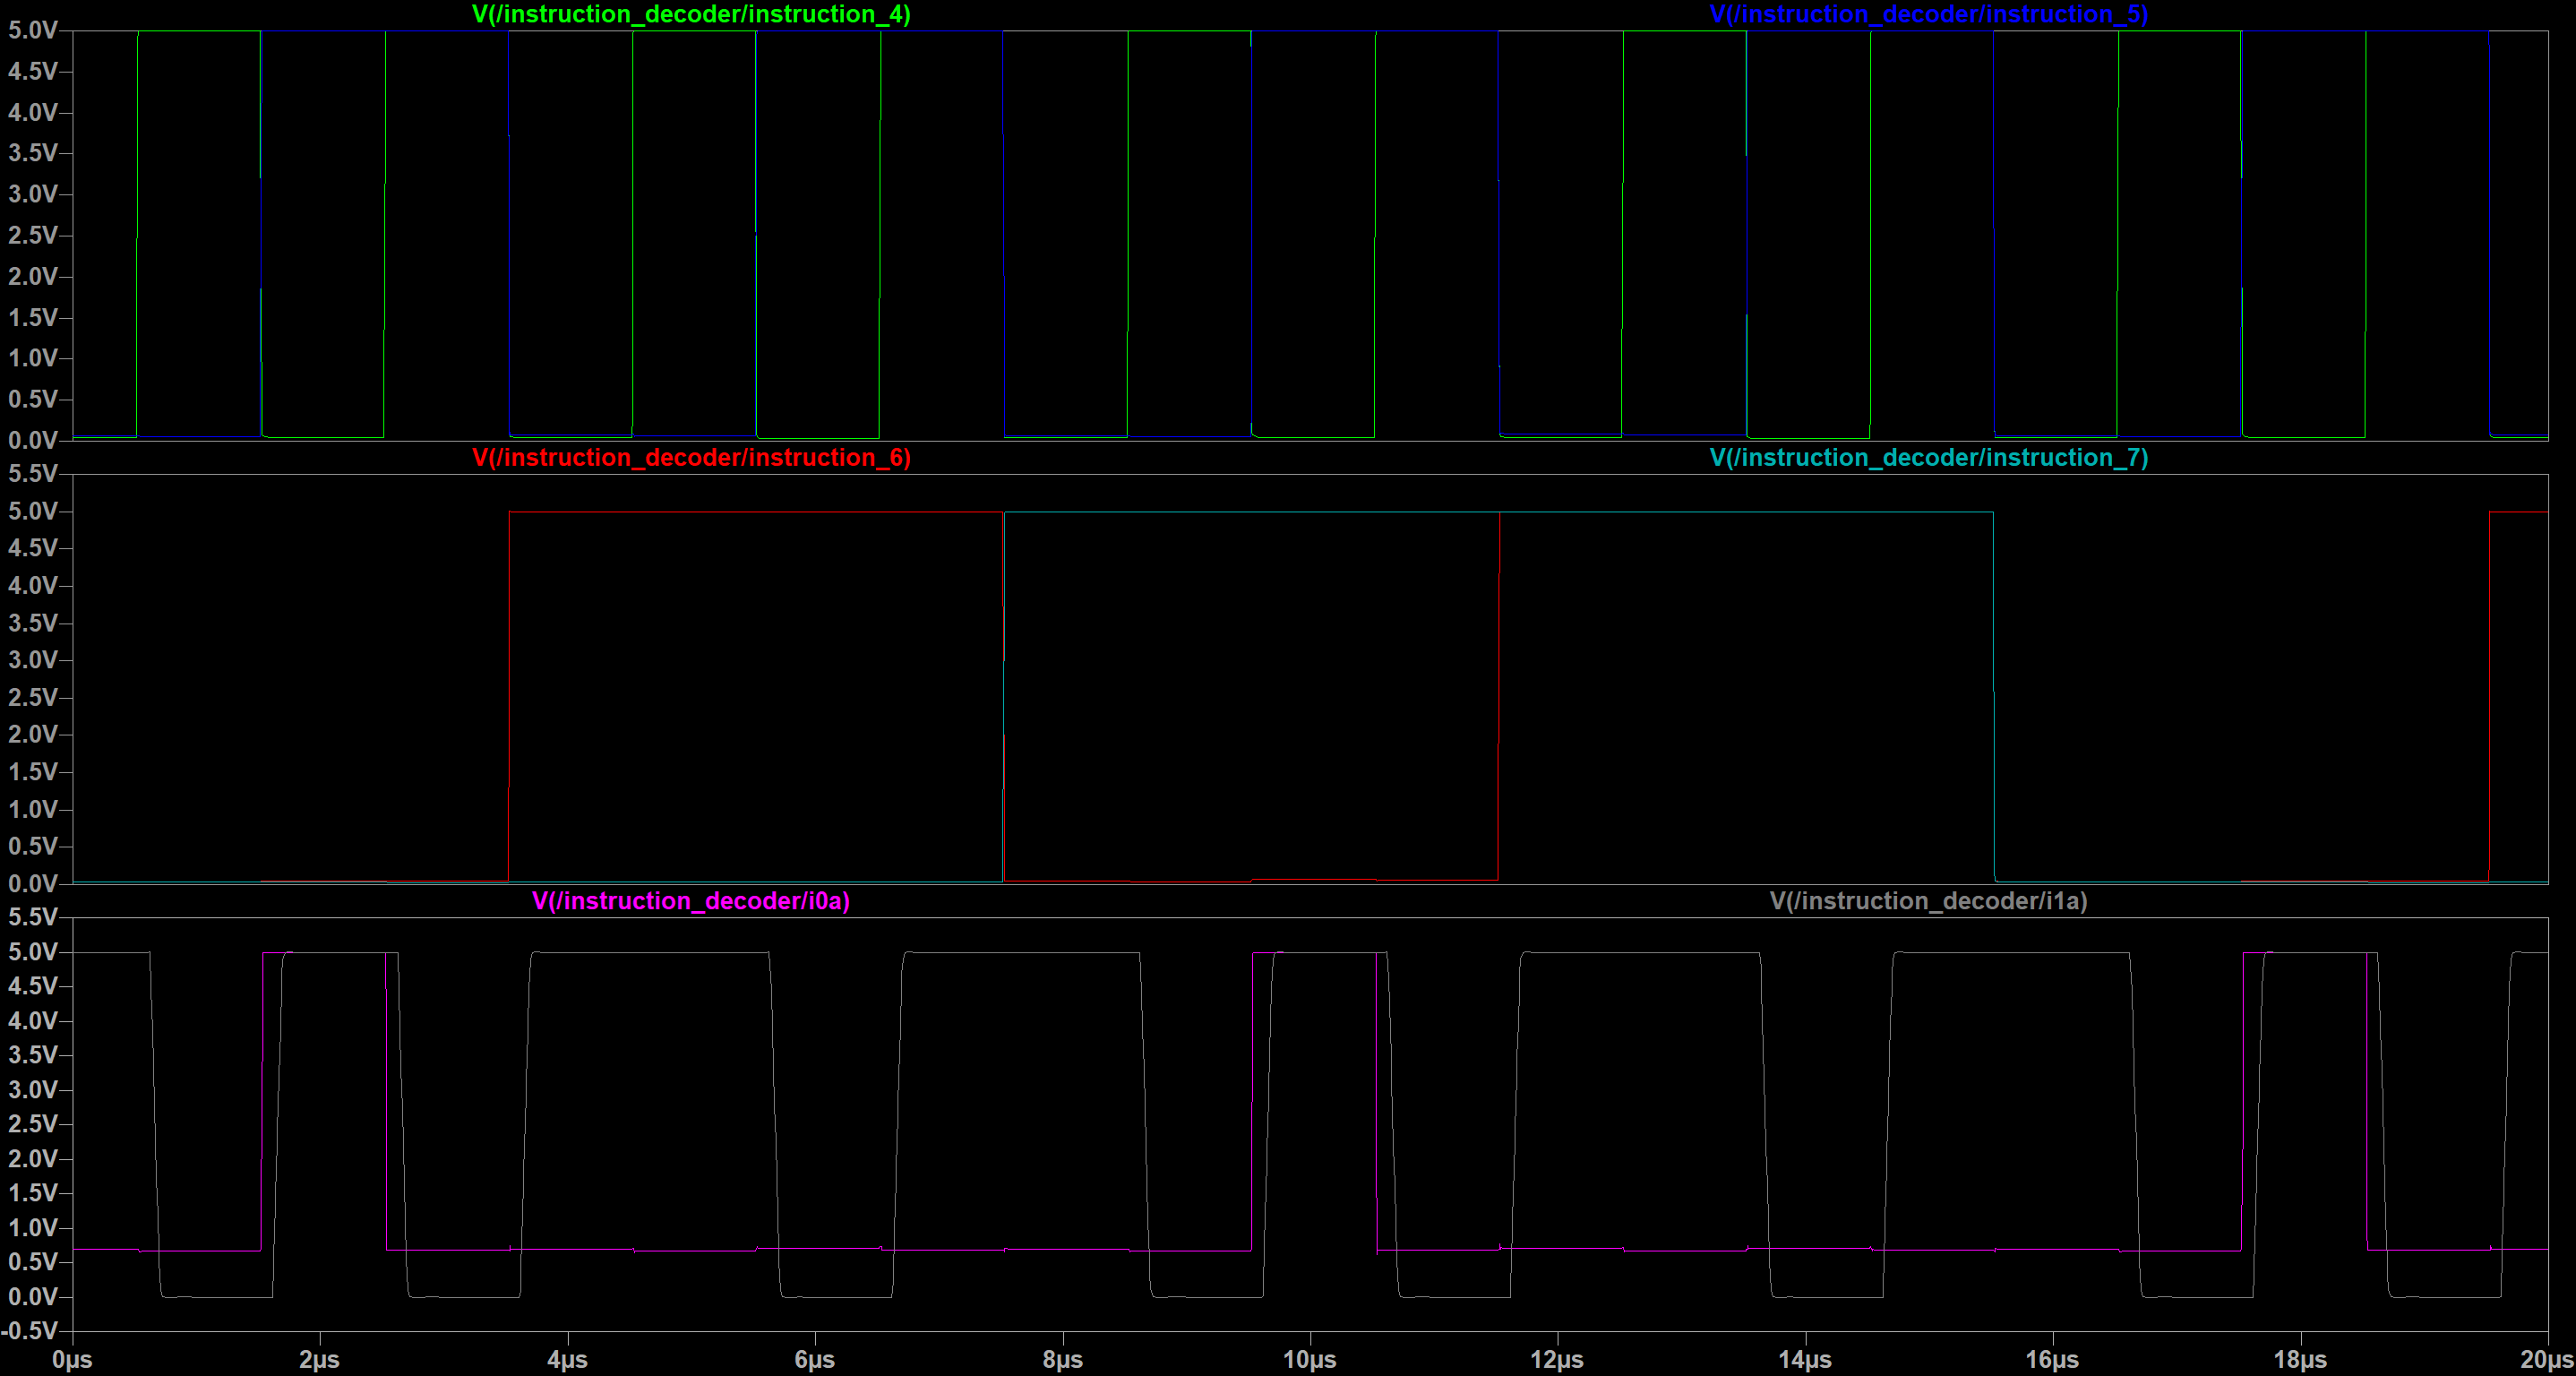 V(/instruction_decoder/instruction_4) V(/instruction_decoder/instruction_5)
5.0V
4.5V
4.0V
3.5V
3.0V
2.5V
2.0V
1.5V
1.0V
0.5V
0.0V
V(/instruction_decoder/instruction_6) V(/instruction_decoder/instruction_7)
5.5V
5.0V
4.5V
4.0V
3.5V
3.0V
2.5V
2.0V
1.5V
1.0V
0.5V
0.0V
V(/instruction_decoder/i0a) V(/instruction_decoder/i1a)
5.5V
5.0V
4.5V
4.0V
3.5V
3.0V
2.5V
2.0V
1.5V
1.0V
0.5V
0.0V
-0.5V
0µs 2µs 4µs 6µs 8µs 10µs 12µs 14µs 16µs 18µs 20µs